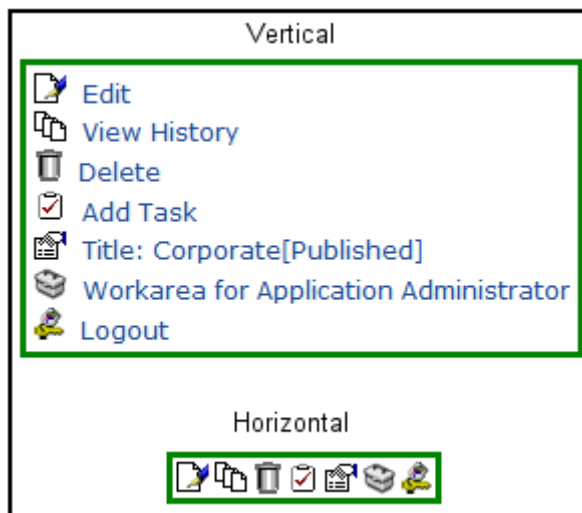 Vertical
Edit
View History
Delete
Add Task
Title: Corporate[Published]
Workarea for Application Administrator
Logout
Horizontal